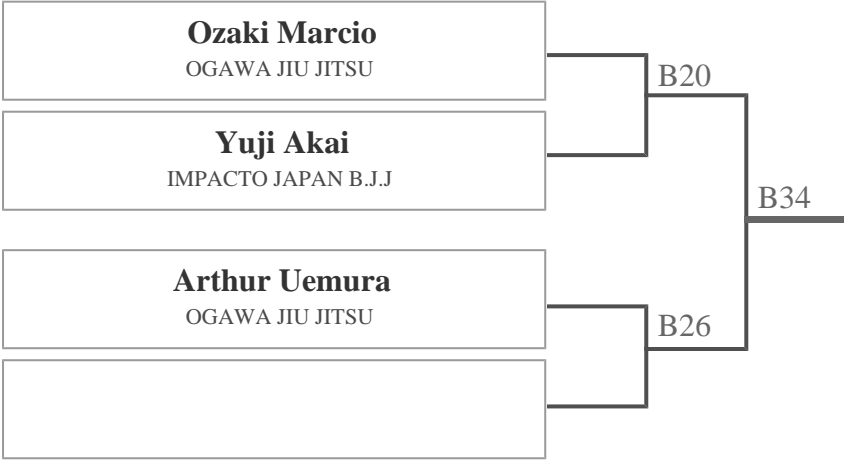 Ozaki Marcio
OGAWA JIU JITSU
B20
Yuji Akai
IMPACTO JAPAN B.J.J
B34
Arthur Uemura
OGAWA JIU JITSU
B26